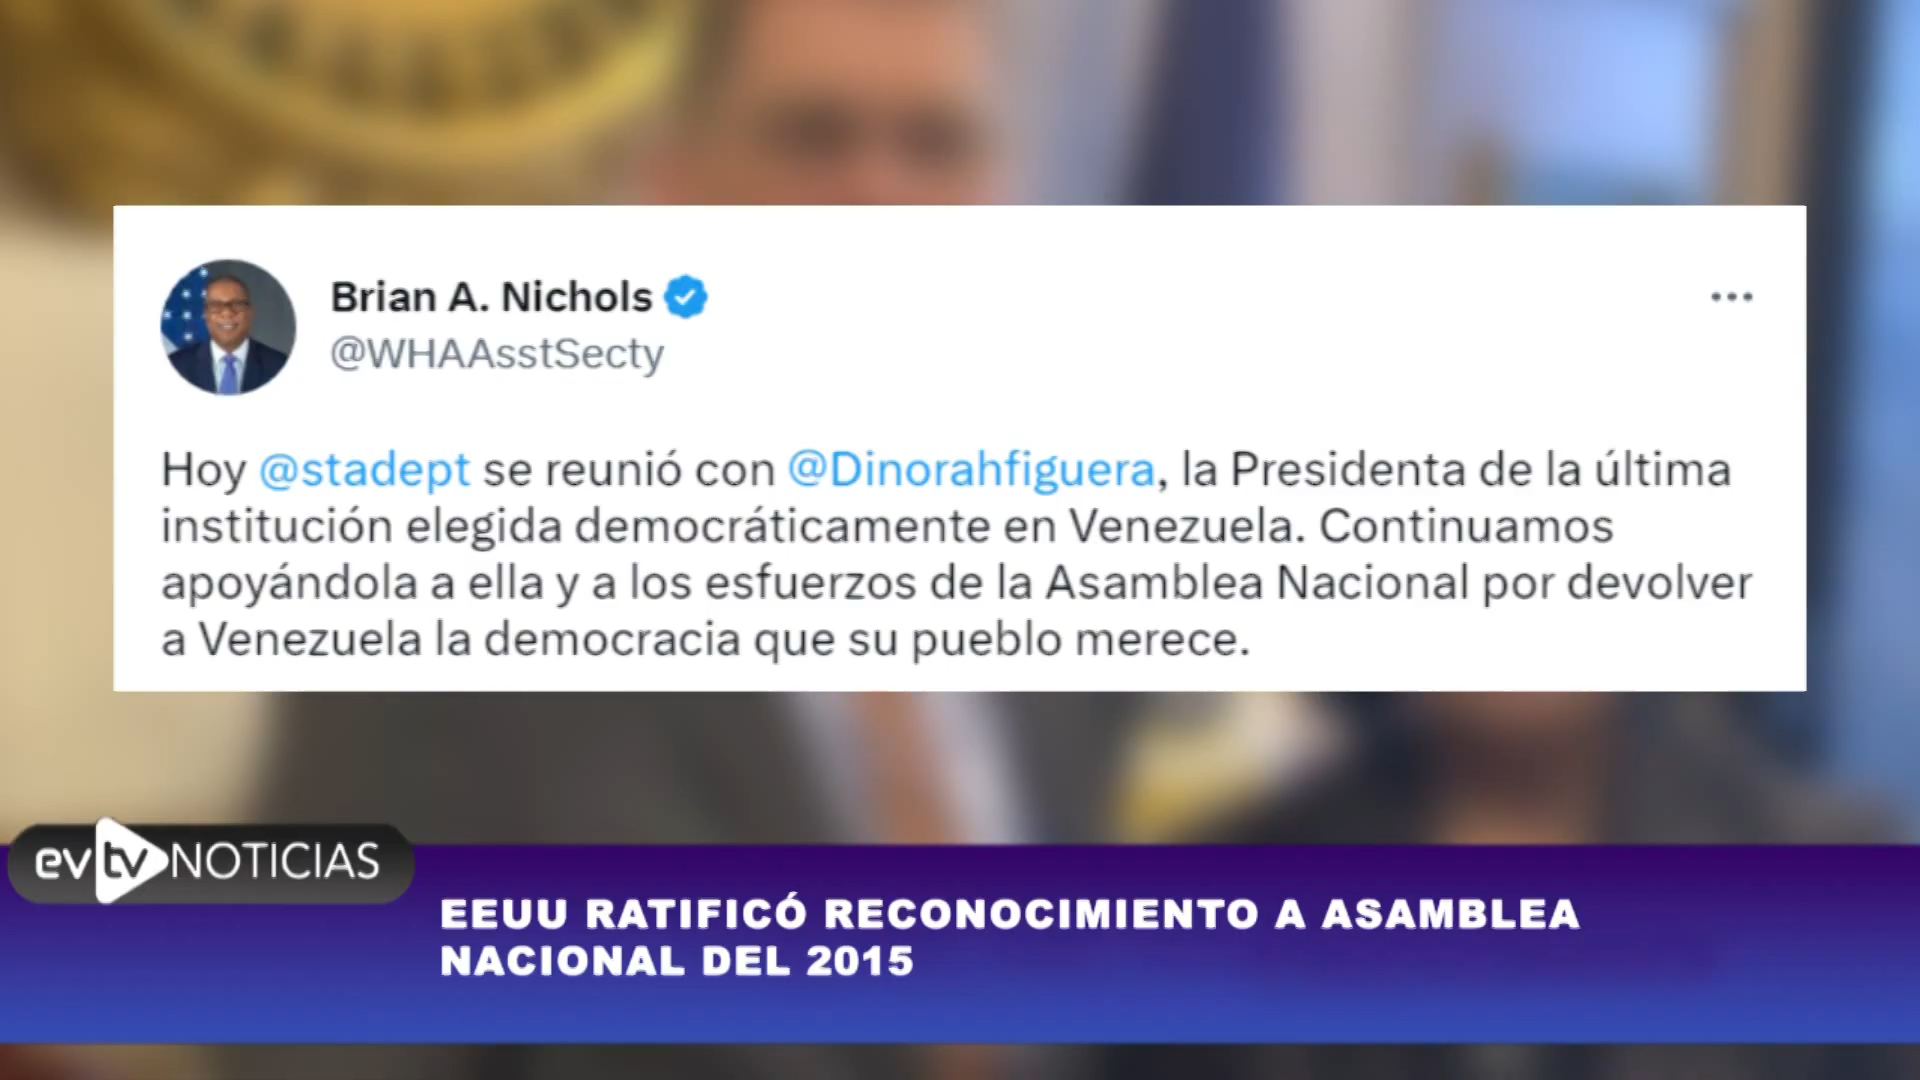 Brian A. Nichols
@WHAAsstSecty
Hoy @stadept se reunió con @Dinorahfiguera, la Presidenta de la última
institución elegida democráticamente en Venezuela. Continuamos
apoyándola a ella y a los esfuerzos de la Asamblea Nacional por devolver
a Venezuela la democracia que su pueblo merece.
evtv NOTICIAS
EEUU RATIFICÓ RECONOCIMIENTO A ASAMBLEA
NACIONAL DEL 2015